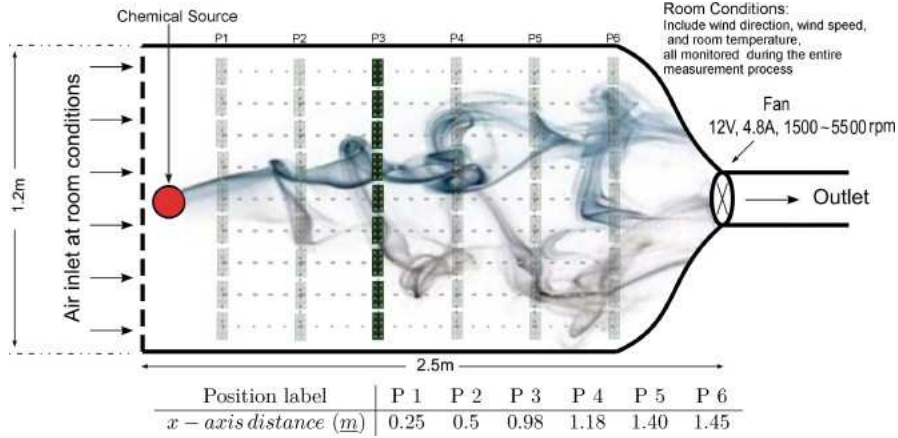 Chemical Source
Room Conditions:
Include wind direction, wind speed,
and room temperature,
all monitored during the entire
measurement process
P1 P2 P3 P4 P5 P6
Fan
12V, 4.8A, 1500~5500 rpm
1.2m
Air inlet at room conditions
Outlet
2.5m
Position label P 1 P 2 P 3 P 4 P 5 P 6
x − axis distance (m) 0.25 0.5 0.98 1.18 1.40 1.45